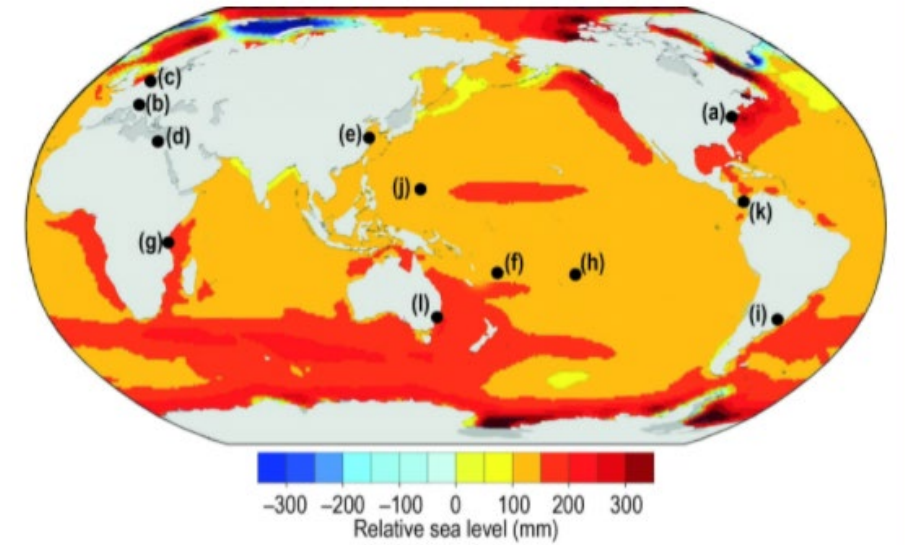 (c)
(b)
(a)
(d)
(e)
(j)
(k)
(g)
(f)
(h)
(l)
(i)
–300 –200 –100 0 100 200 300
Relative sea level (mm)